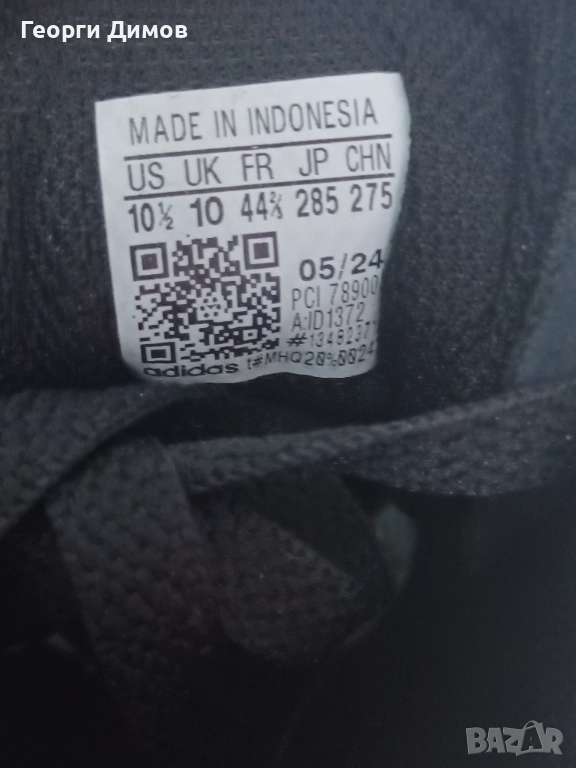 Георги Димов
MADE IN INDONESIA
US UK FR JP CHN
10½ 10 44⅔ 285 275
05/24
PCI 78900
A:ID1372
adidas
BAZAR